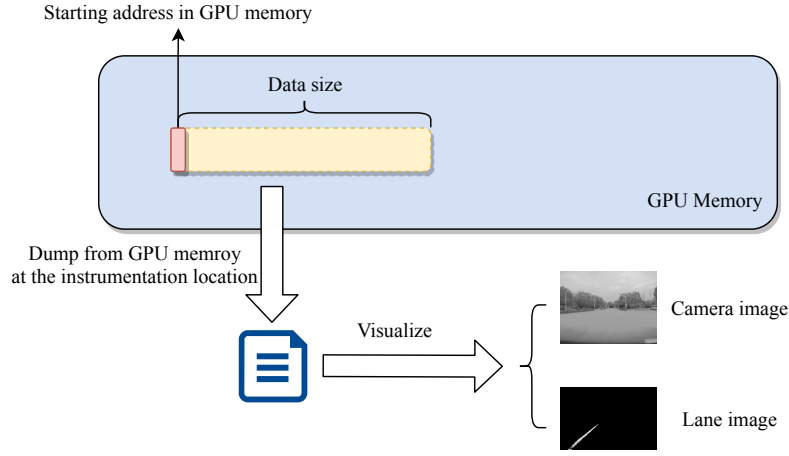 Starting address in GPU memory
Data size
GPU Memory
Dump from GPU memroy
at the instrumentation location
Visualize
Camera image
Lane image